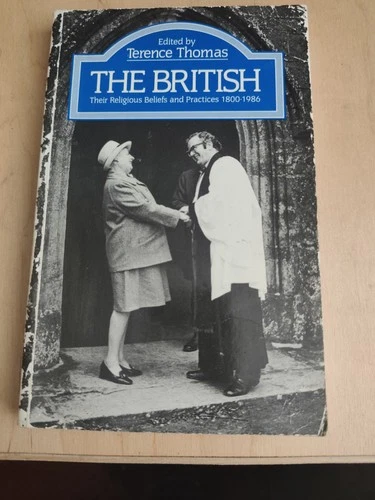 Edited by
Terence Thomas
THE BRITISH
Their Religious Beliefs and Practices 1800-1986